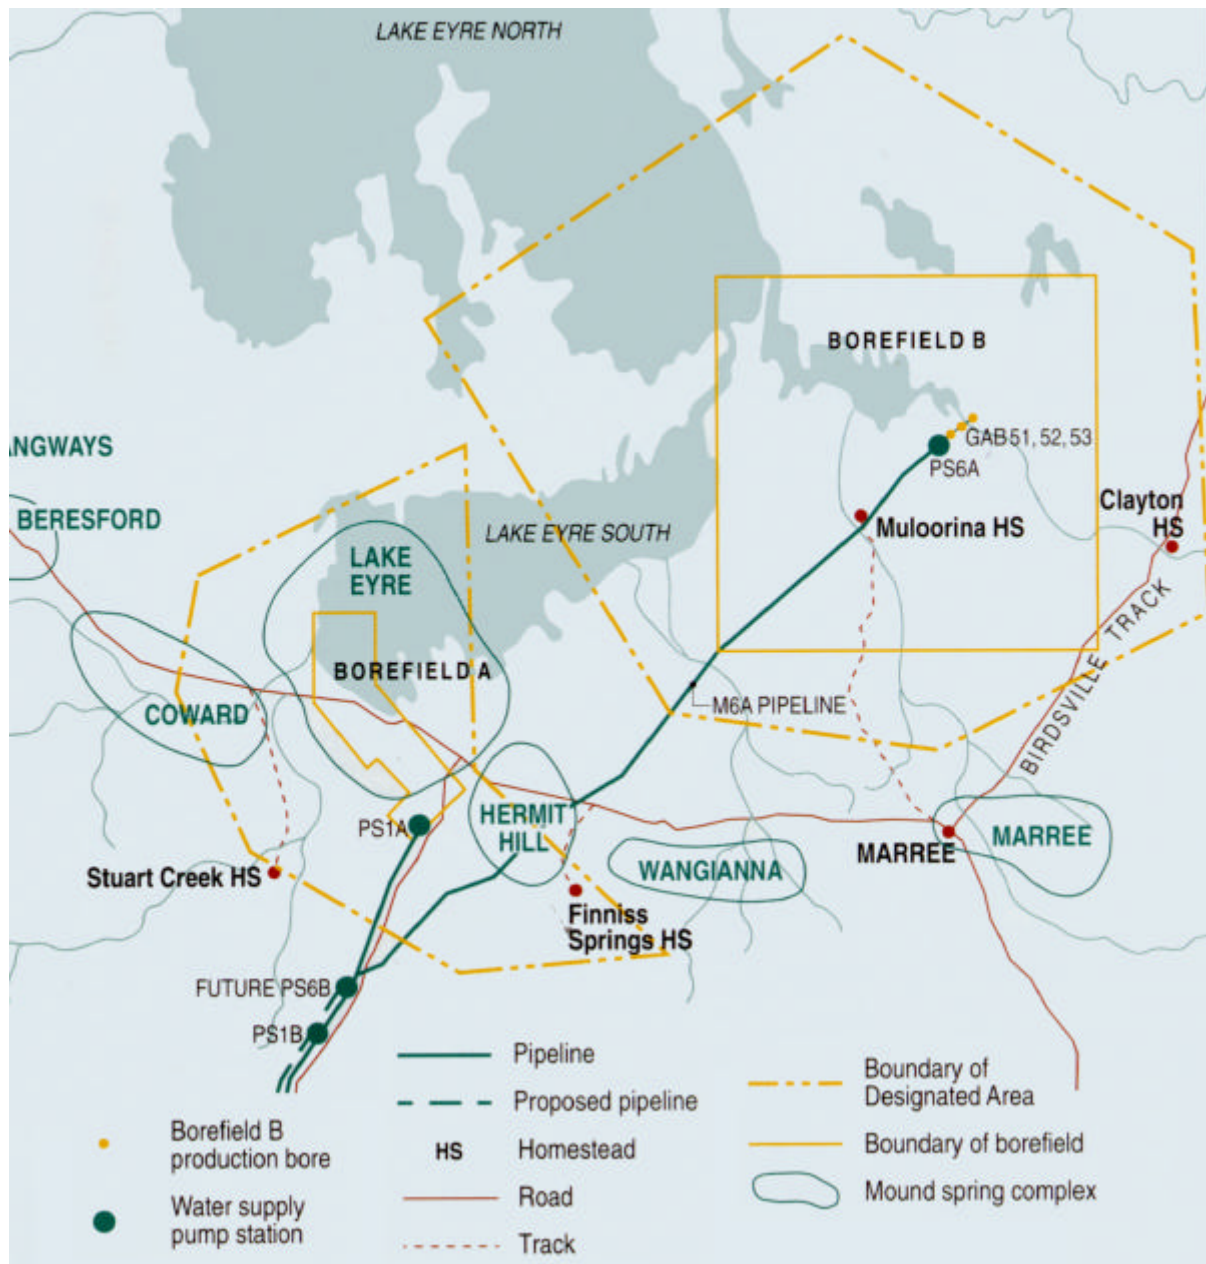 LAKE EYRE NORTH
BOREFIELD B
GAB 51, 52, 53
PS6A
ANGWAYS
BERESFORD
Clayton
HS
Muloorina HS
LAKE EYRE SOUTH
LAKE
EYRE
BOREFIELD A
COWARD
M6A PIPELINE
BIRDSVILLE TRACK
PS1A
HERMIT
HILL
WANGIANNA
MARREE
MARREE
Stuart Creek HS
Finniss
Springs HS
FUTURE PS6B
PS1B
Pipeline
Proposed pipeline
HS Homestead
Road
Track
Borefield B
production bore
Water supply
pump station
Boundary of
Designated Area
Boundary of borefield
Mound spring complex